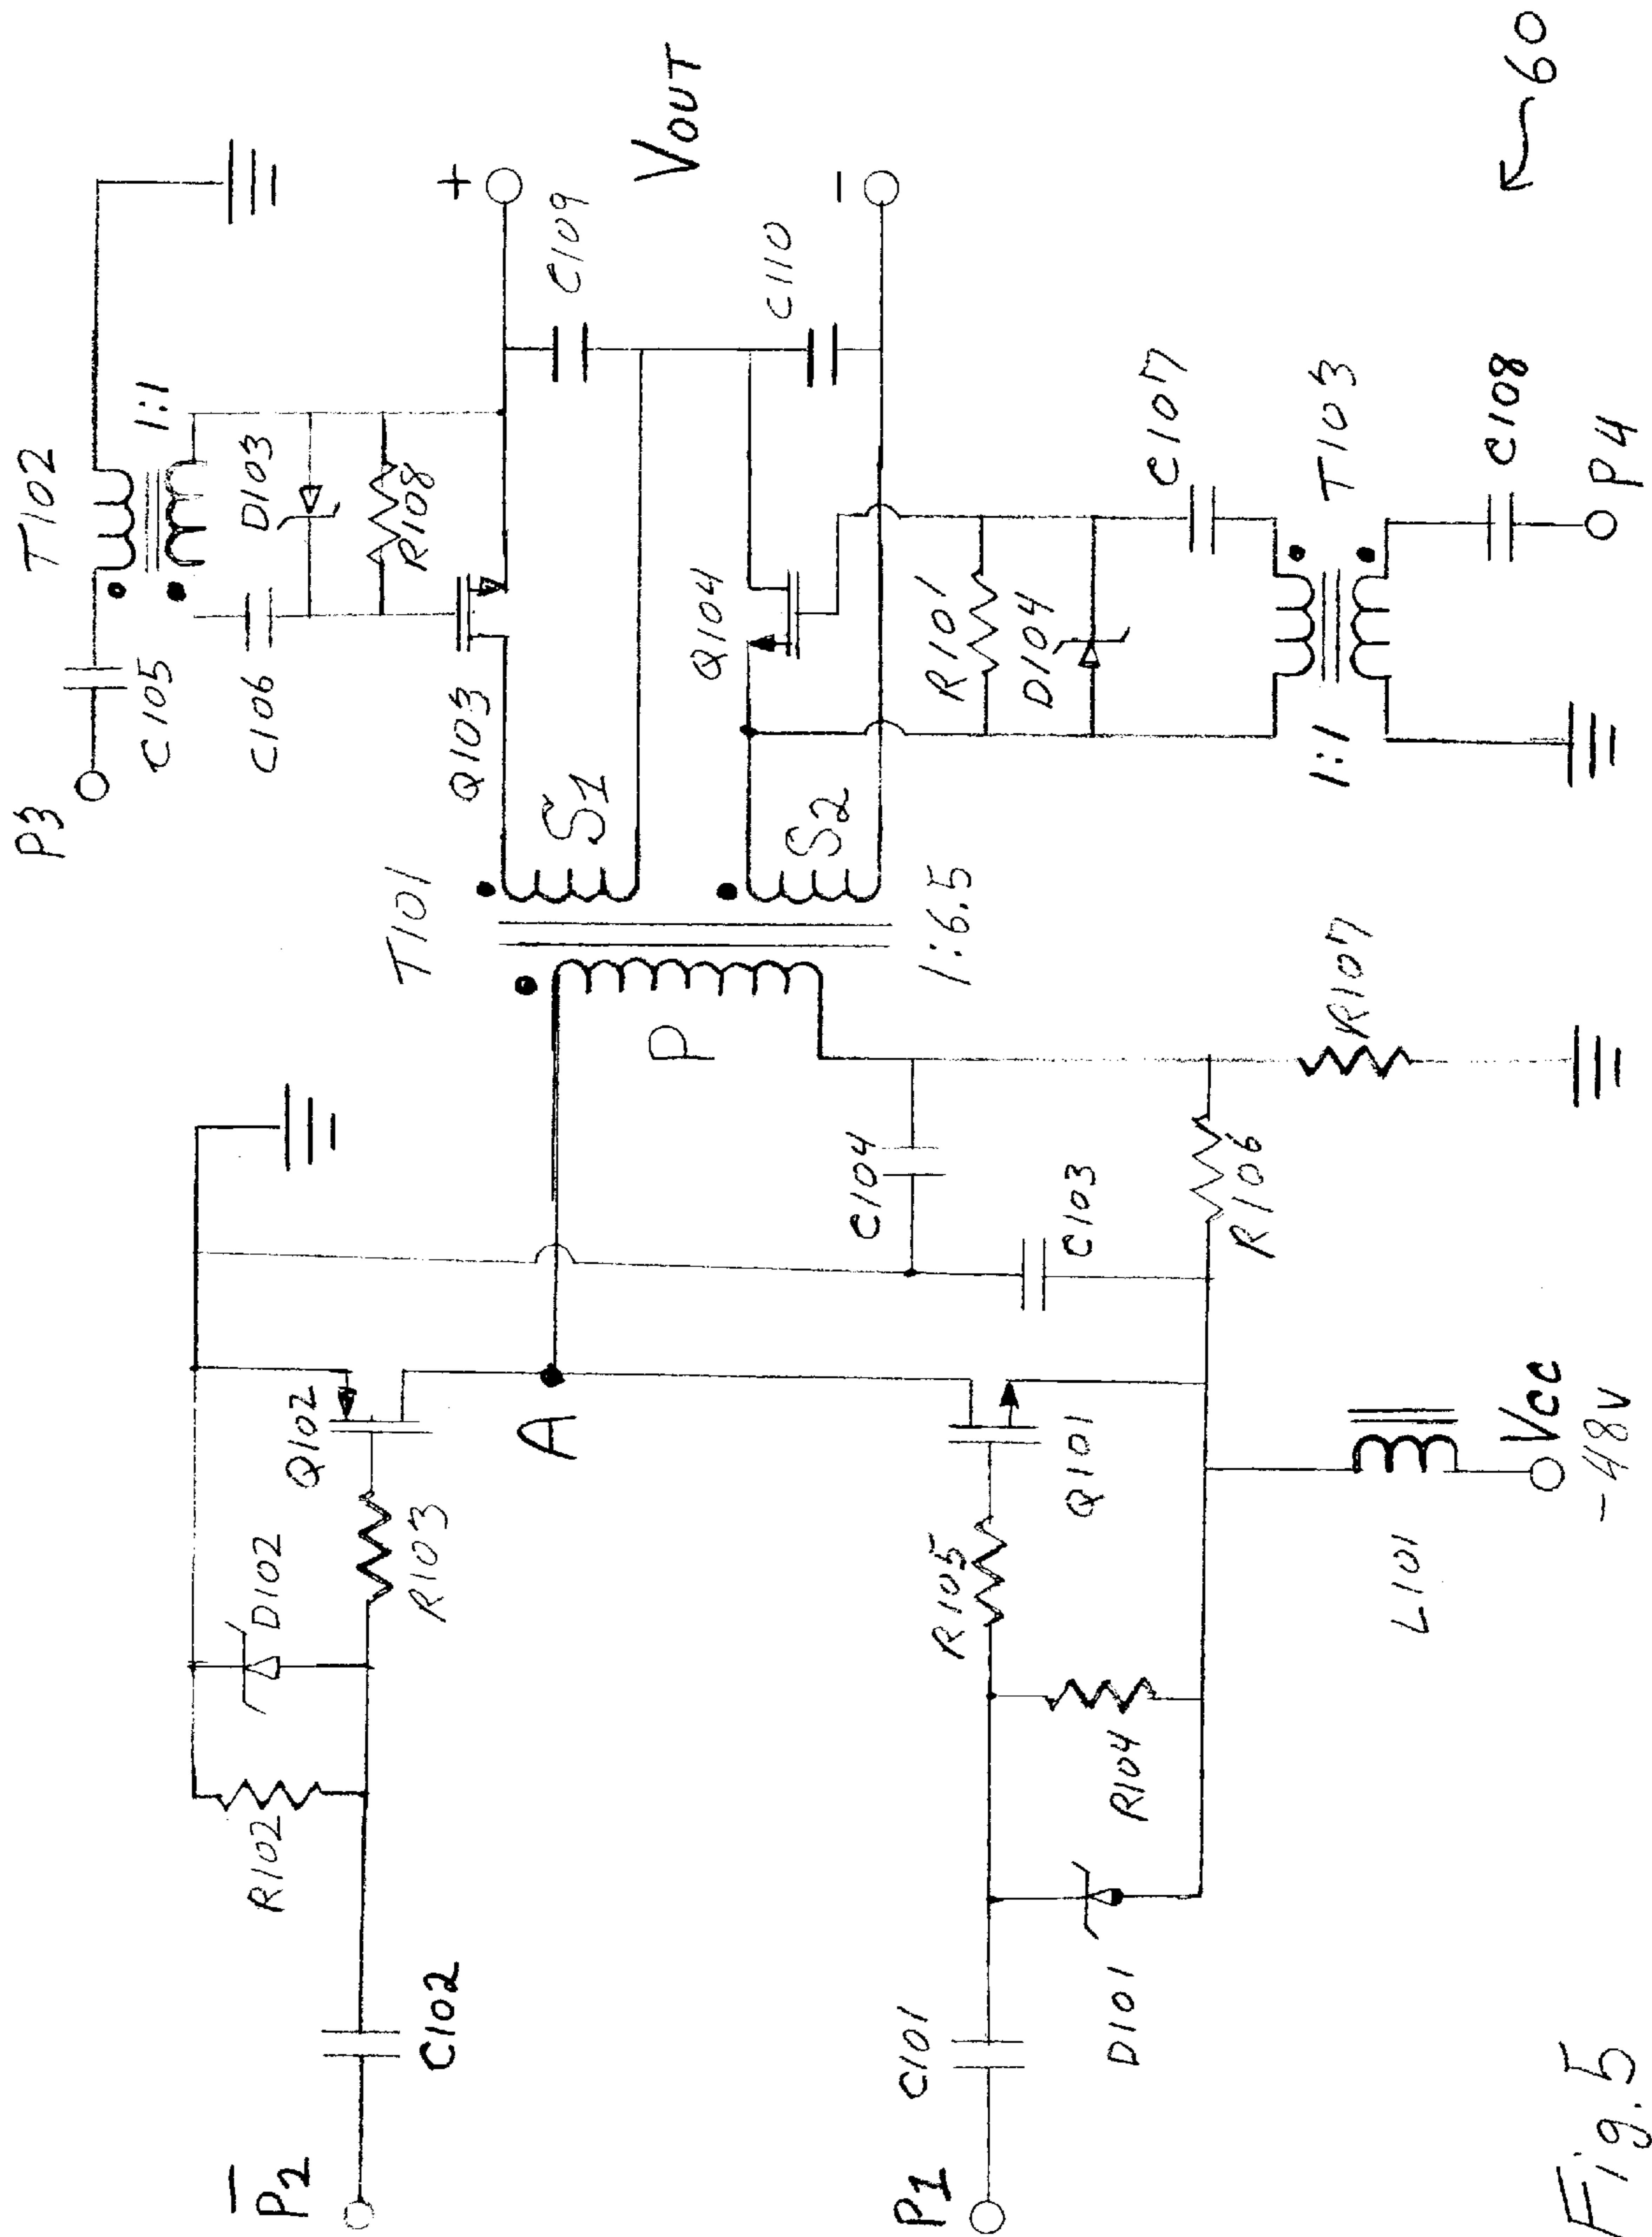 P3
C105
T102
1:1
C106
D103
R108
Q103
+
C109
VOUT
C110
-
S1
T101
S2
Q104
1:6.5
P
R101
D104
C107
T103
1:1
C108
P4
P2
C102
R102
D102
R103
Q102
A
C104
C103
R106
R107
P1
C101
D101
R104
R105
Q101
L101
Vcc
-48V
Fig.5
60